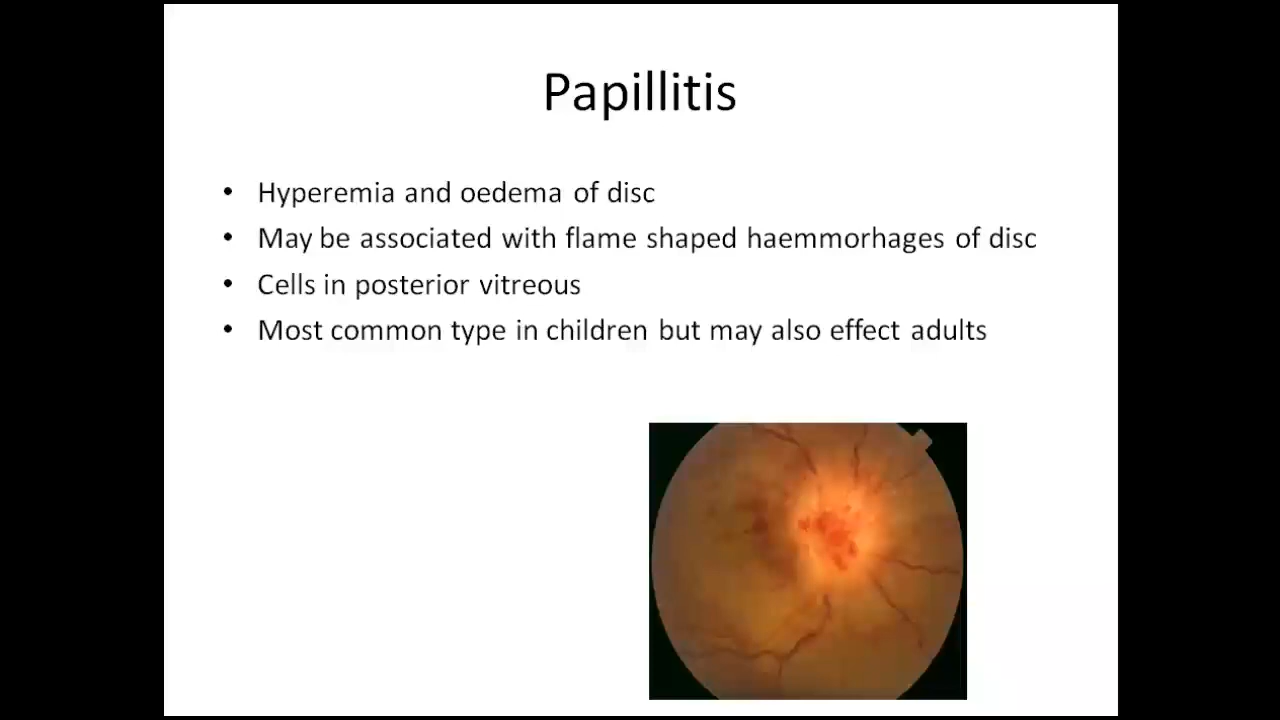 Papillitis
• Hyperemia and oedema of disc
• May be associated with flame shaped haemmorhages of disc
• Cells in posterior vitreous
• Most common type in children but may also effect adults